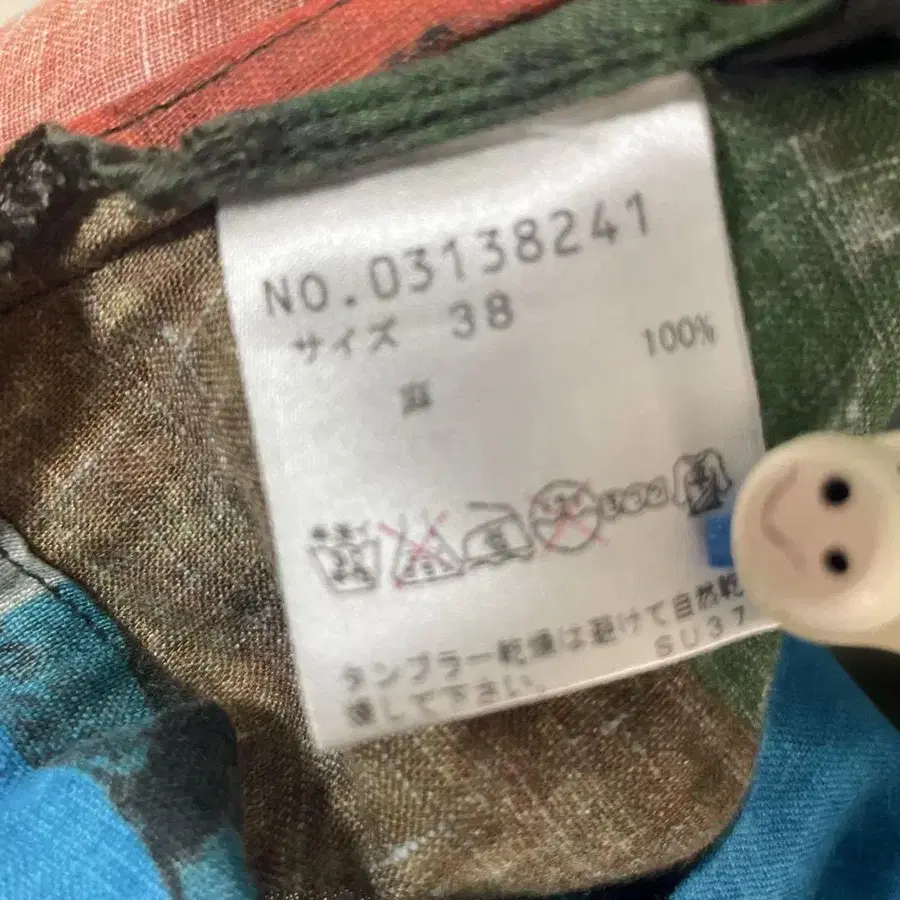 NO.03138241
サイズ 38
麻 100%
タンブラー乾燥は避けて自然乾
燥して下さい。 SU37